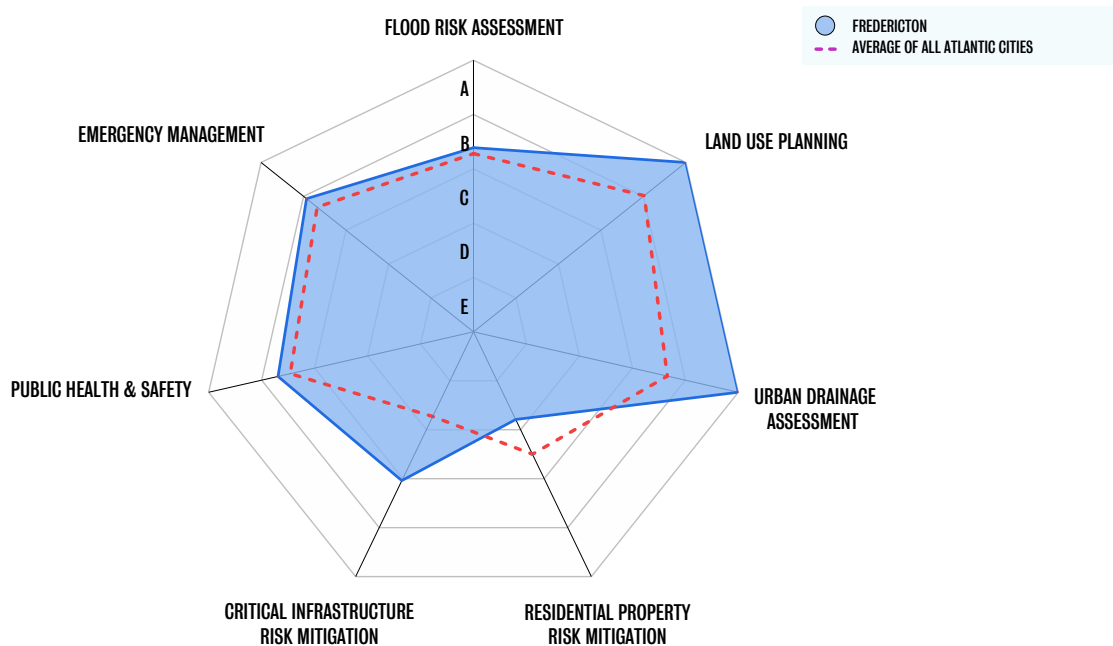 FLOOD RISK ASSESSMENT
FREDERICTON
AVERAGE OF ALL ATLANTIC CITIES
A
EMERGENCY MANAGEMENT
LAND USE PLANNING
B
C
D
E
PUBLIC HEALTH & SAFETY
URBAN DRAINAGE
ASSESSMENT
CRITICAL INFRASTRUCTURE
RISK MITIGATION
RESIDENTIAL PROPERTY
RISK MITIGATION